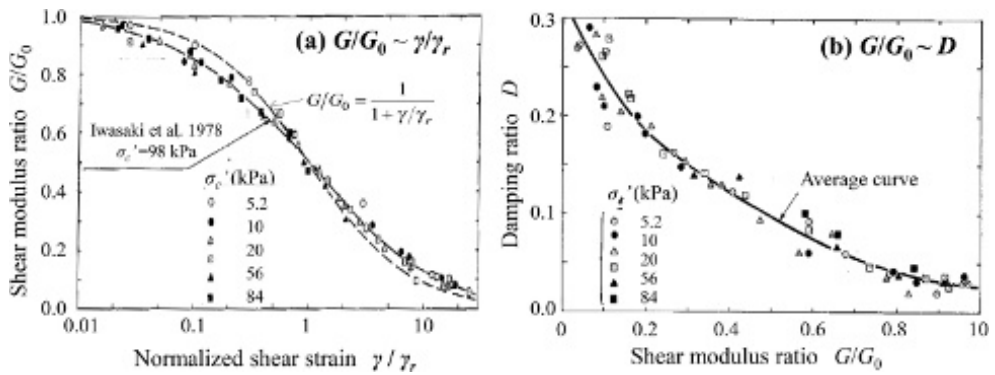 (a) G/G₀ ~ γ/γᵣ
Shear modulus ratio G/G₀
1.0
0.8
0.6
0.4
0.2
0.0
G/G₀ = 1 / (1 + γ/γᵣ)
Iwasaki et al. 1978
σc'=98 kPa
σc'(kPa)
5.2
10
20
56
84
0.01
0.1
1
10
Normalized shear strain γ / γᵣ
(b) G/G₀ ~ D
Damping ratio D
0.3
0.2
0.1
0.0
Average curve
'(kPa)
5.2
10
20
56
84
0
0.2
0.4
0.6
0.8
1.0
Shear modulus ratio G/G₀